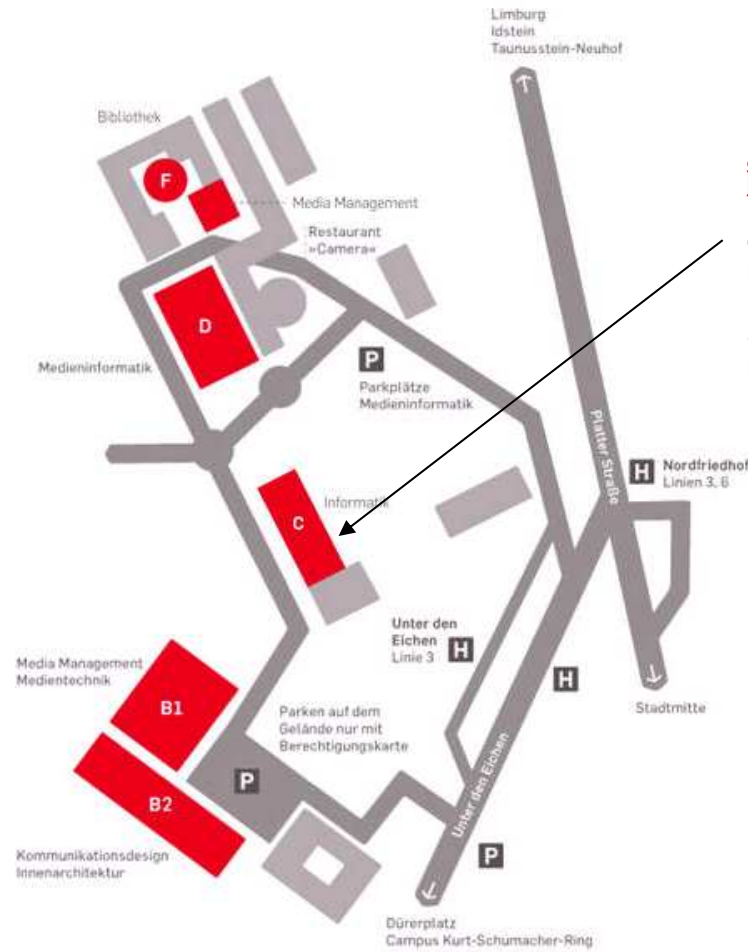 Limburg
Idstein
Taunusstein-Neuhof
Bibliothek
F
Media Management
Restaurant
»Camera«
D
Medieninformatik
P
Parkplätze
Medieninformatik
Platter Straße
H
Nordfriedhof
Linien 3, 6
C
Informatik
Unter den
Eichen
Linie 3
H
H
Media Management
Medientechnik
B1
Stadtmitte
Parken auf dem
Gelände nur mit
Berechtigungskarte
P
B2
Unter den Eichen
P
Kommunikationsdesign
Innenarchitektur
Dürerplatz
Campus Kurt-Schumacher-Ring